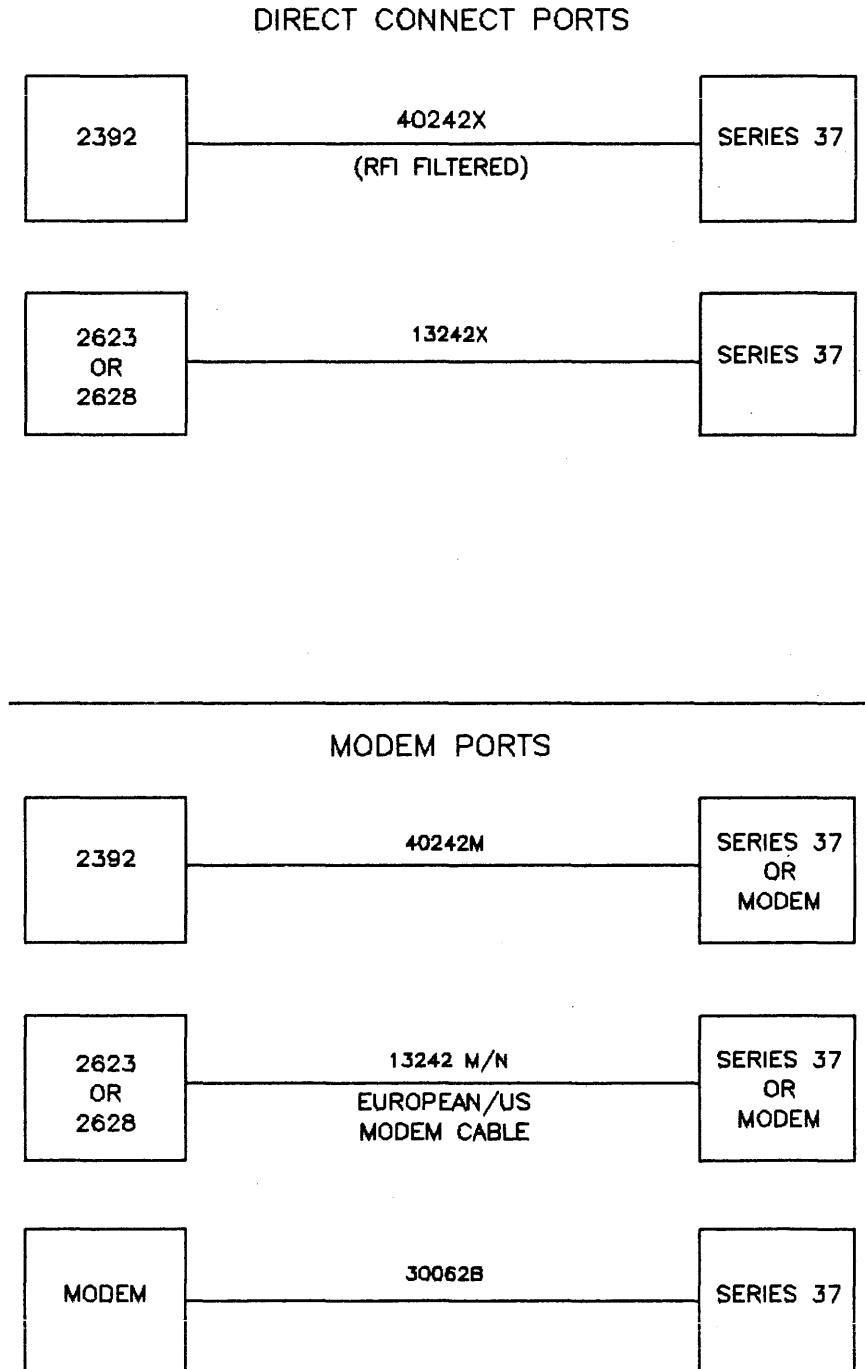 DIRECT CONNECT PORTS
2392
40242X
(RFI FILTERED)
SERIES 37
2623
OR
2628
13242X
SERIES 37
MODEM PORTS
2392
40242M
SERIES 37
OR
MODEM
2623
OR
2628
13242 M/N
EUROPEAN/US
MODEM CABLE
SERIES 37
OR
MODEM
MODEM
30062B
SERIES 37